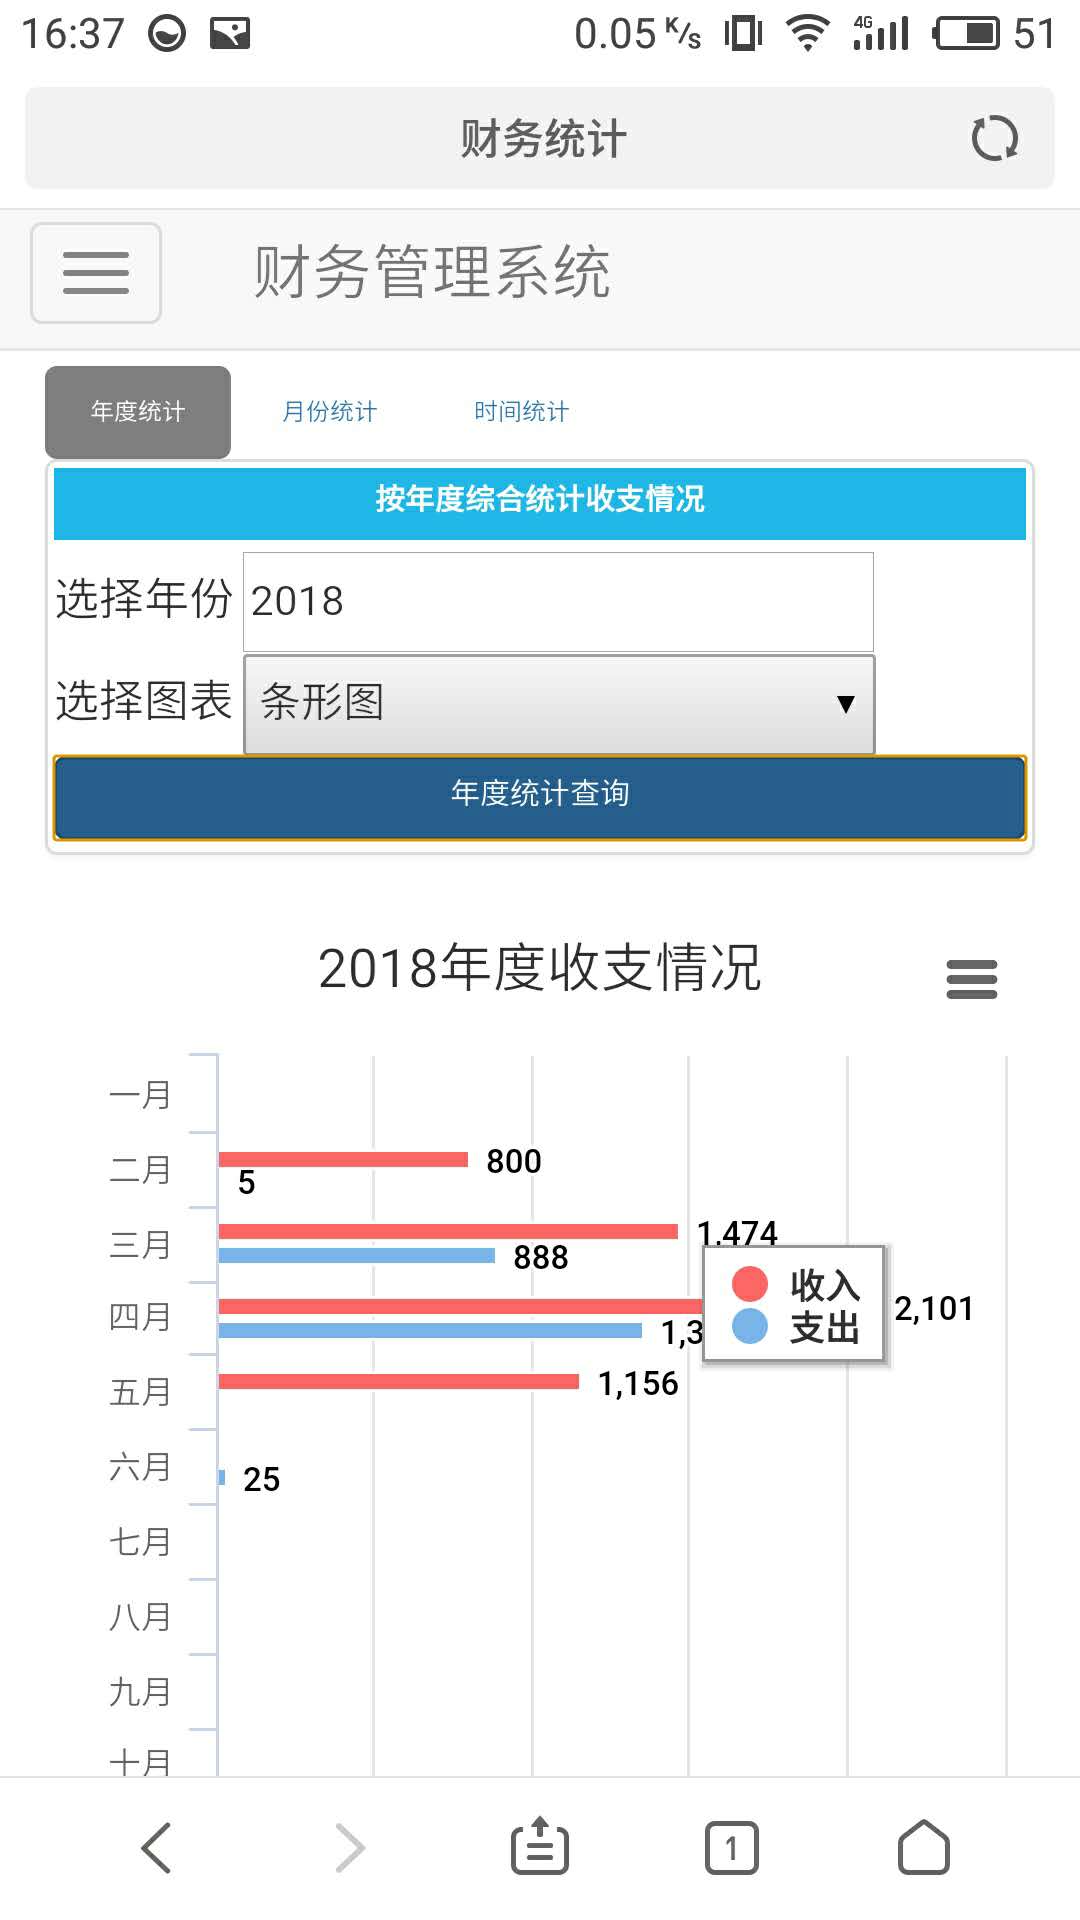 16:37 0.05 K/s 4G 51
财务统计
财务管理系统
年度统计 月份统计 时间统计
按年度综合统计收支情况
选择年份 2018
选择图表 条形图
年度统计查询
2018年度收支情况
一月
二月 800
5
三月 1,474
888
收入
四月 2,101
1,3
支出
五月 1,156
六月 25
七月
八月
九月
十月
1